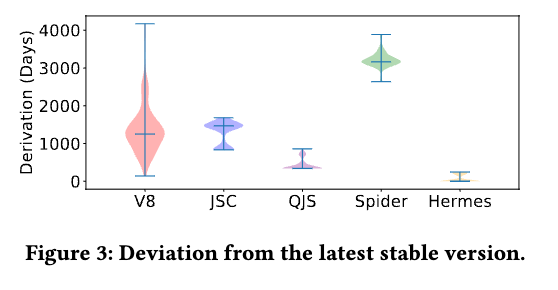 Derivation (Days)
4000
3000
2000
1000
0
V8 JSC QJS Spider Hermes
Figure 3: Deviation from the latest stable version.